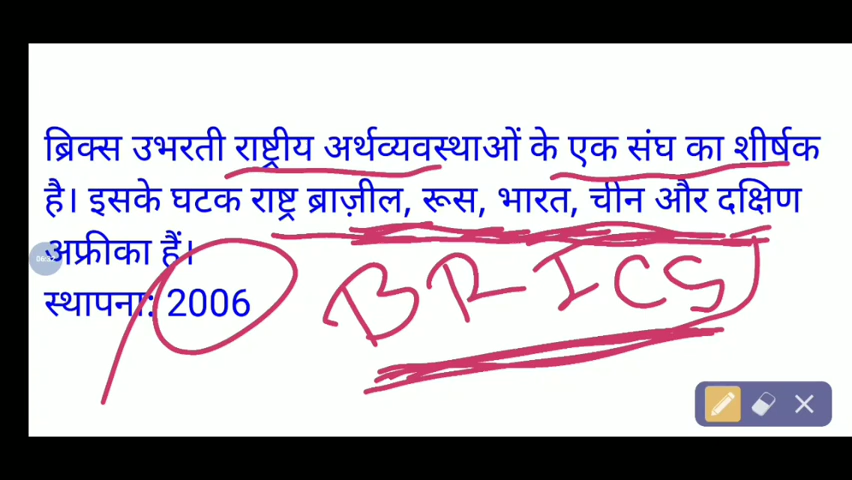 ब्रिक्स उभरती राष्ट्रीय अर्थव्यवस्थाओं के एक संघ का शीर्षक
है। इसके घटक राष्ट्र ब्राज़ील, रूस, भारत, चीन और दक्षिण
अफ्रीका हैं।
स्थापना: 2006
BRICS